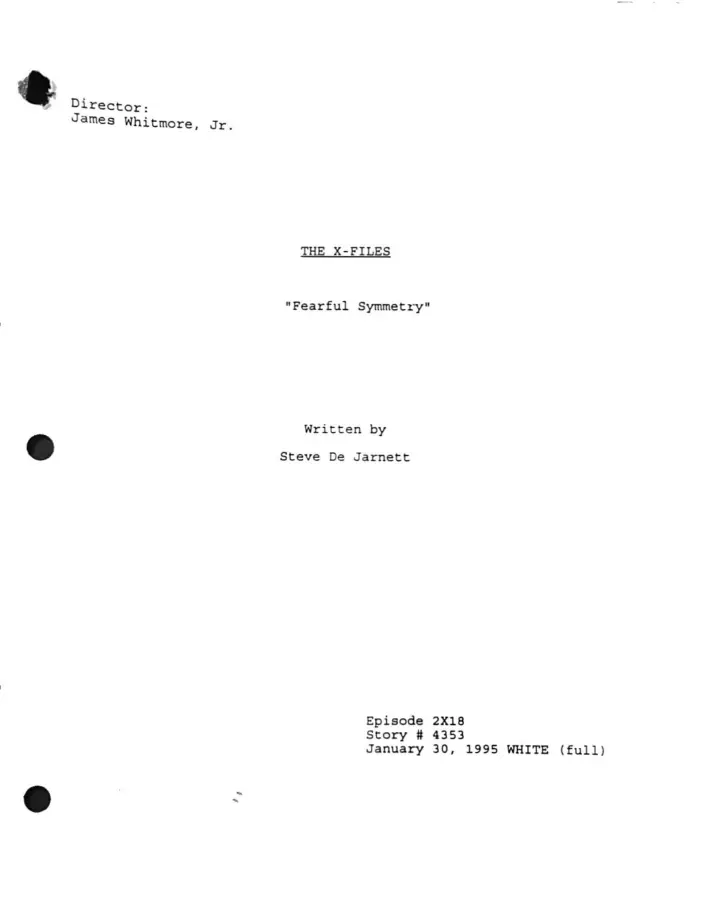 Director:
James Whitmore, Jr.
THE X-FILES
"Fearful Symmetry"
Written by
Steve De Jarnett
Episode 2X18
Story # 4353
January 30, 1995 WHITE (full)